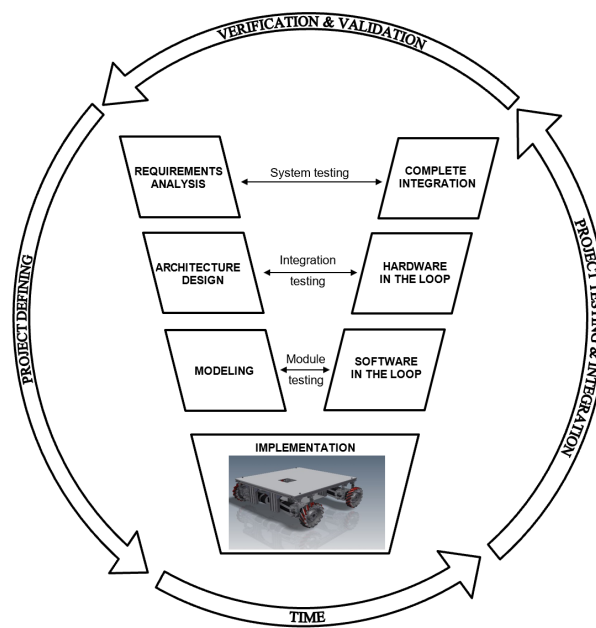 VERIFICATION & VALIDATION
REQUIREMENTS
ANALYSIS
System testing
COMPLETE
INTEGRATION
ARCHITECTURE
DESIGN
Integration
testing
HARDWARE
IN THE LOOP
MODELING
Module
testing
SOFTWARE
IN THE LOOP
IMPLEMENTATION
PROJECT DEFINING
PROJECT TESTING & INTEGRATION
TIME